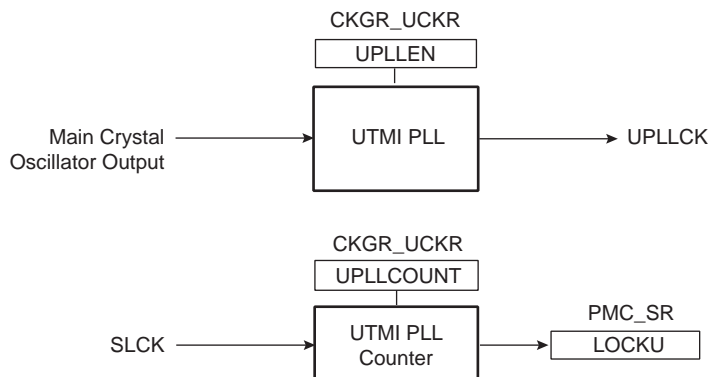 CKGR_UCKR
UPLLEN
Main Crystal
Oscillator Output
UTMI PLL
UPLLCK
CKGR_UCKR
UPLLCOUNT
SLCK
UTMI PLL
Counter
PMC_SR
LOCKU